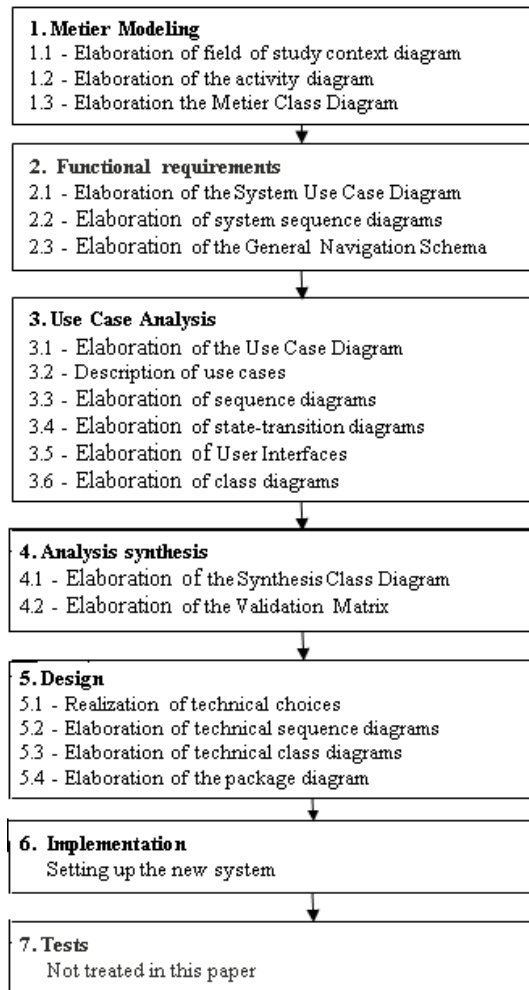 1. Metier Modeling
1.1 - Elaboration of field of study context diagram
1.2 - Elaboration of the activity diagram
1.3 - Elaboration the Metier Class Diagram
2. Functional requirements
2.1 - Elaboration of the System Use Case Diagram
2.2 - Elaboration of system sequence diagrams
2.3 - Elaboration of the General Navigation Schema
3. Use Case Analysis
3.1 - Elaboration of the Use Case Diagram
3.2 - Description of use cases
3.3 - Elaboration of sequence diagrams
3.4 - Elaboration of state-transition diagrams
3.5 - Elaboration of User Interfaces
3.6 - Elaboration of class diagrams
4. Analysis synthesis
4.1 - Elaboration of the Synthesis Class Diagram
4.2 - Elaboration of the Validation Matrix
5. Design
5.1 - Realization of technical choices
5.2 - Elaboration of technical sequence diagrams
5.3 - Elaboration of technical class diagrams
5.4 - Elaboration of the package diagram
6. Implementation
Setting up the new system
7. Tests
Not treated in this paper